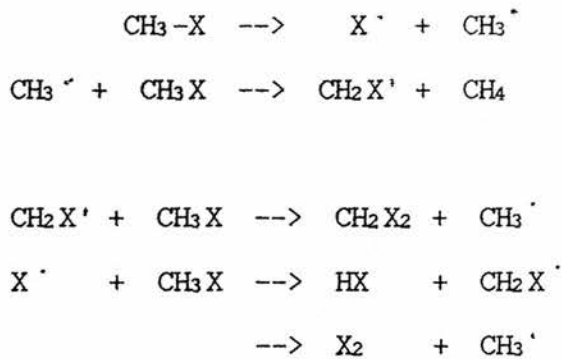 CH3-X --> X· + CH3·
CH3· + CH3X --> CH2X· + CH4
CH2X· + CH3X --> CH2X2 + CH3·
X· + CH3X --> HX + CH2X·
--> X2 + CH3·